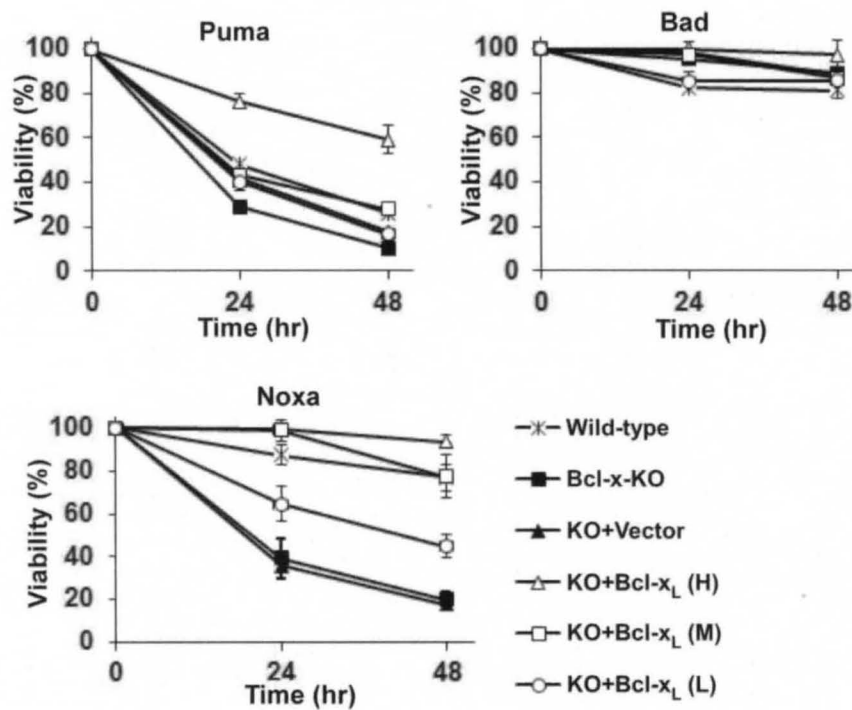 Puma
Viability (%)
100
80
60
40
20
0
0 24 48
Time (hr)
Bad
Viability (%)
100
80
60
40
20
0
0 24 48
Time (hr)
Noxa
Viability (%)
100
80
60
40
20
0
0 24 48
Time (hr)
Wild-type
Bcl-x-KO
KO+Vector
KO+Bcl-xL (H)
KO+Bcl-xL (M)
KO+Bcl-xL (L)